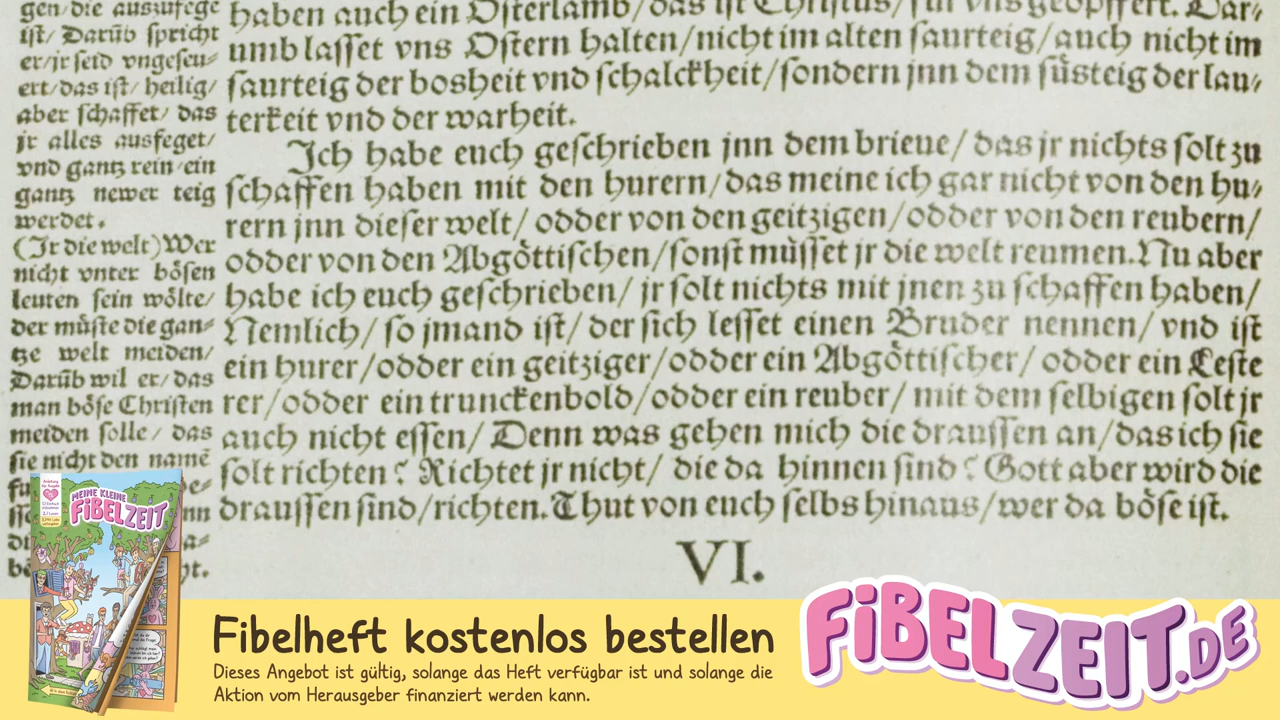 gen/die auszufege
ist/ Darüb spricht
er/jr seid vngeseu⸗
ert/das ist/ heilig/
aber schaffet/ das
jr alles ausfeget/
vnd gantz rein/ein
gantz newer teig
werdet.
(Jr die welt) Wer
nicht vnter bösen
leuten sein wölte/
der müste die gan⸗
tze welt meiden/
Darüb wil er/das
man böse Christen
meiden solle/ das
sie nicht den namē
haben auch ein Osterlamb/das ist Christus/fur vns geopffert. Dar⸗
umb lasset vns Ostern halten/nicht im alten saurteig/auch nicht im
saurteig der bosheit vnd schalckheit/sondern jnn dem süsteig der lau⸗
terkeit vnd der warheit.
Ich habe euch geschrieben jnn dem brieue/ das jr nichts solt zu
schaffen haben mit den hurern/das meine ich gar nicht von den hu⸗
rern jnn dieser welt/ odder von den geitzigen/odder von den reubern/
odder von den Abgöttischen/sonst müsset jr die welt reumen.Nu aber
habe ich euch geschrieben/ jr solt nichts mit jnen zu schaffen haben/
Nemlich/ so jmand ist/ der sich lesset einen Bruder nennen/ vnd ist
ein hurer/odder ein geitziger/odder ein Abgöttischer/ odder ein Leste
rer/odder ein trunckenbold/odder ein reuber/ mit dem selbigen solt jr
auch nicht essen/ Denn was gehen mich die draussen an/das ich sie
solt richten? Richtet jr nicht/ die da hinnen sind? Gott aber wird die
draussen sind/richten.Thut von euch selbs hinaus/wer da böse ist.
VI.
MEINE KLEINE
FIBELZEIT
Fibelheft kostenlos bestellen
Dieses Angebot ist gültig, solange das Heft verfügbar ist und solange die
Aktion vom Herausgeber finanziert werden kann.
FIBELZEIT.DE